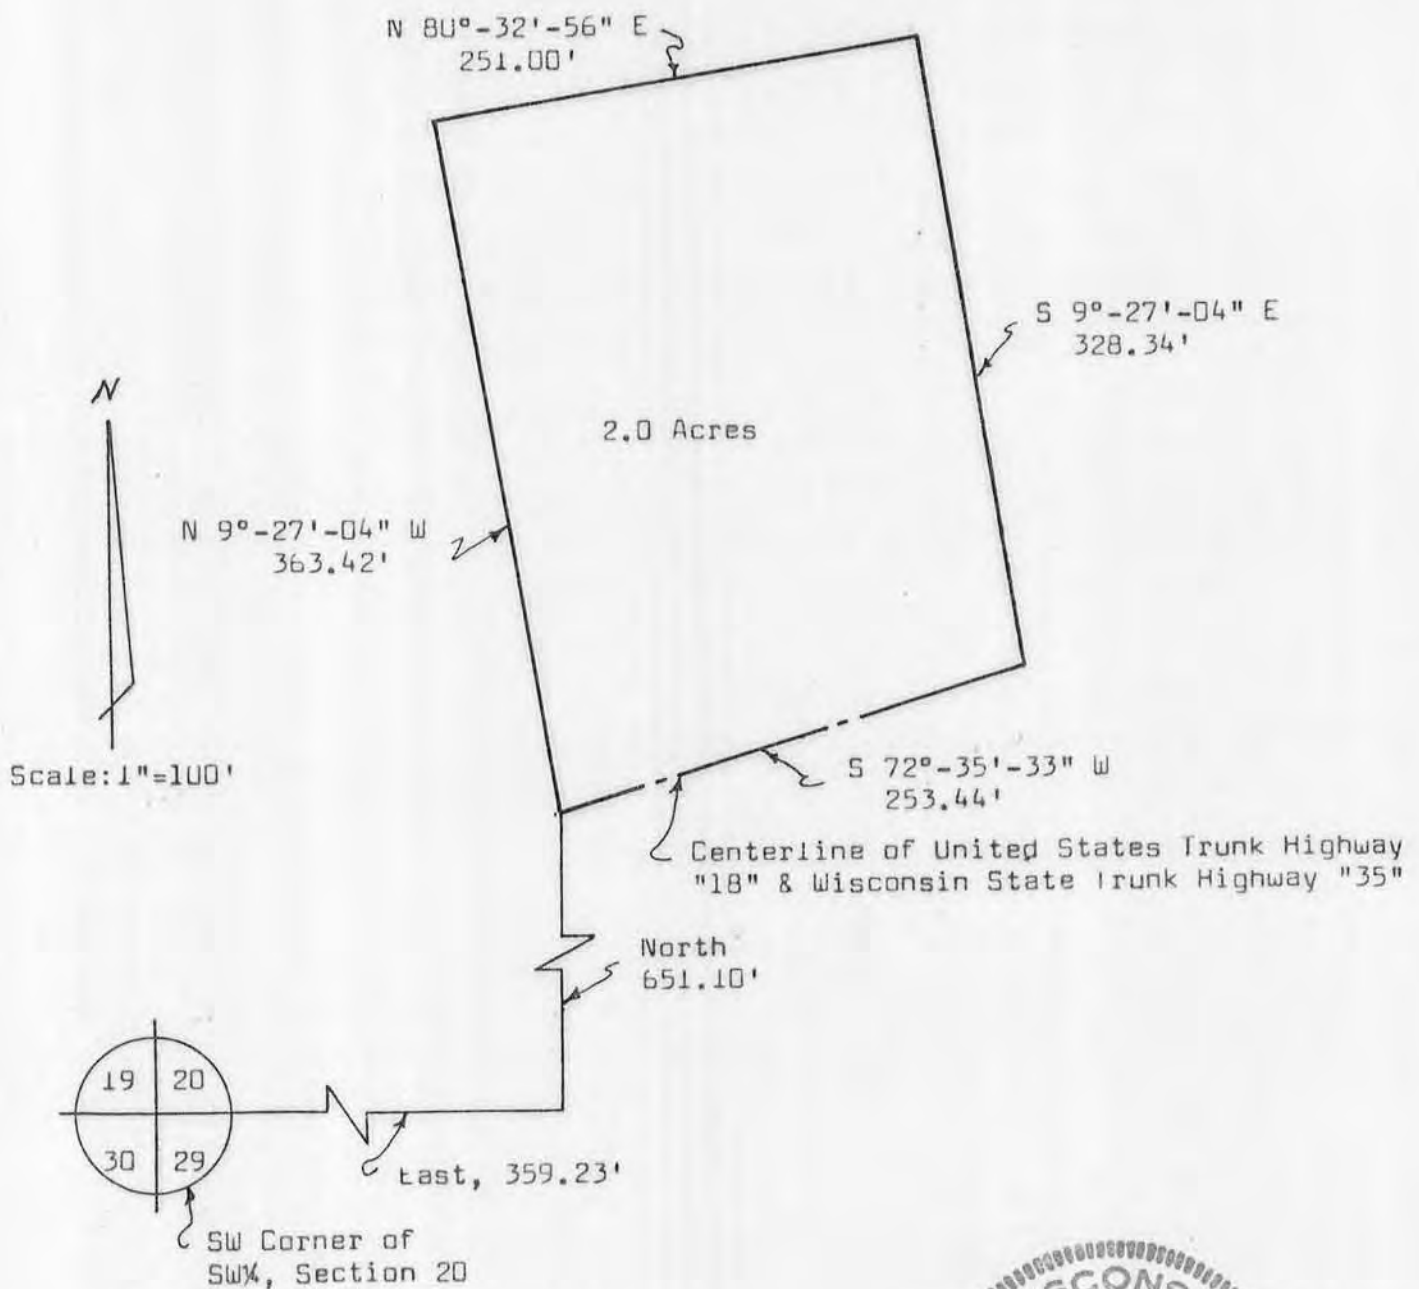 N 80°-32'-56" E
251.00'
S 9°-27'-04" E
328.34'
N
2.0 Acres
N 9°-27'-04" W
363.42'
Scale:1"=100'
S 72°-35'-33" W
253.44'
Centerline of United States Trunk Highway
"18" & Wisconsin State Trunk Highway "35"
North
651.10'
19 20
30 29
East, 359.23'
SW Corner of
SW¼, Section 20